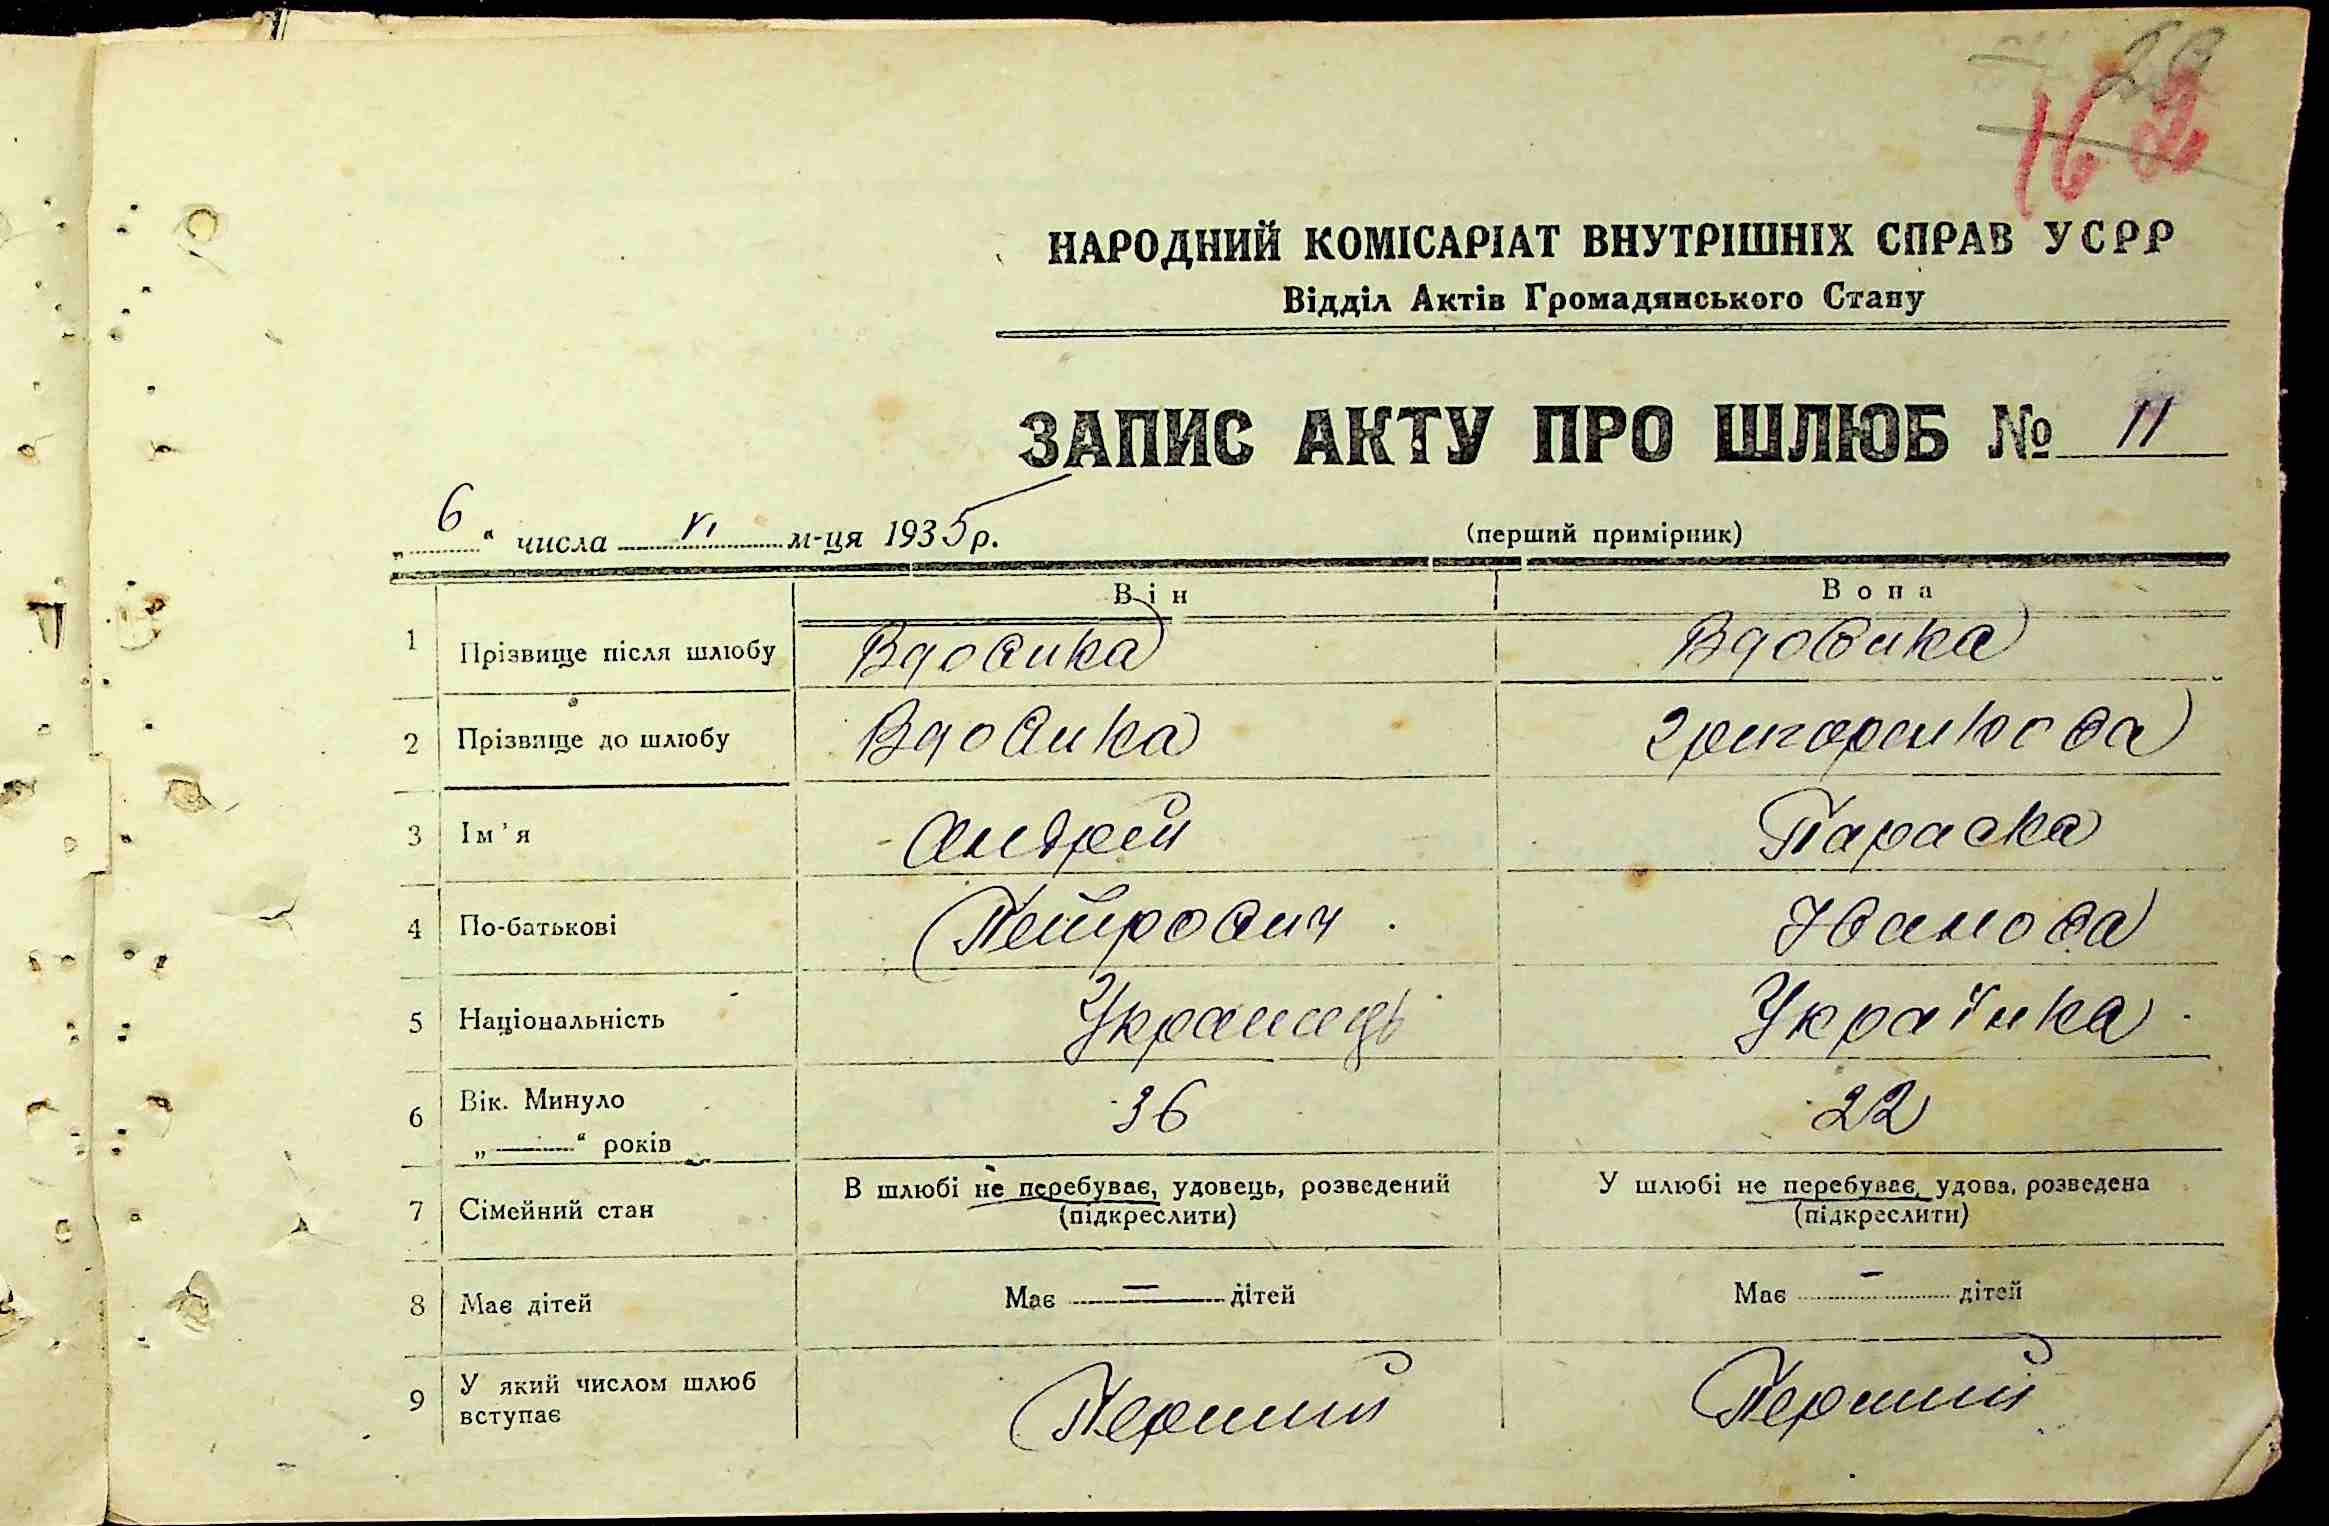 29
162
НАРОДНИЙ КОМІСАРІАТ ВНУТРІШНІХ СПРАВ УСРР
Відділ Актів Громадянського Стану
ЗАПИС АКТУ ПРО ШЛЮБ № 11
„6“ числа VI м-ця 1935 р. (перший примірник)
Він Вона
1 Прізвище після шлюбу Вдовика Вдовика
2 Прізвище до шлюбу Вдовика
3 Ім'я Андрей Параска
4 По-батькові Петрович Иванова
5 Національність Украинець Українка
6 Вік. Минуло 36 22
„ “ років
7 Сімейний стан В шлюбі не перебуває, удовець, розведений У шлюбі не перебуває, удова, розведена
(підкреслити) (підкреслити)
8 Має дітей Має — дітей Має — дітей
9 У який числом шлюб Перший Перший
вступає